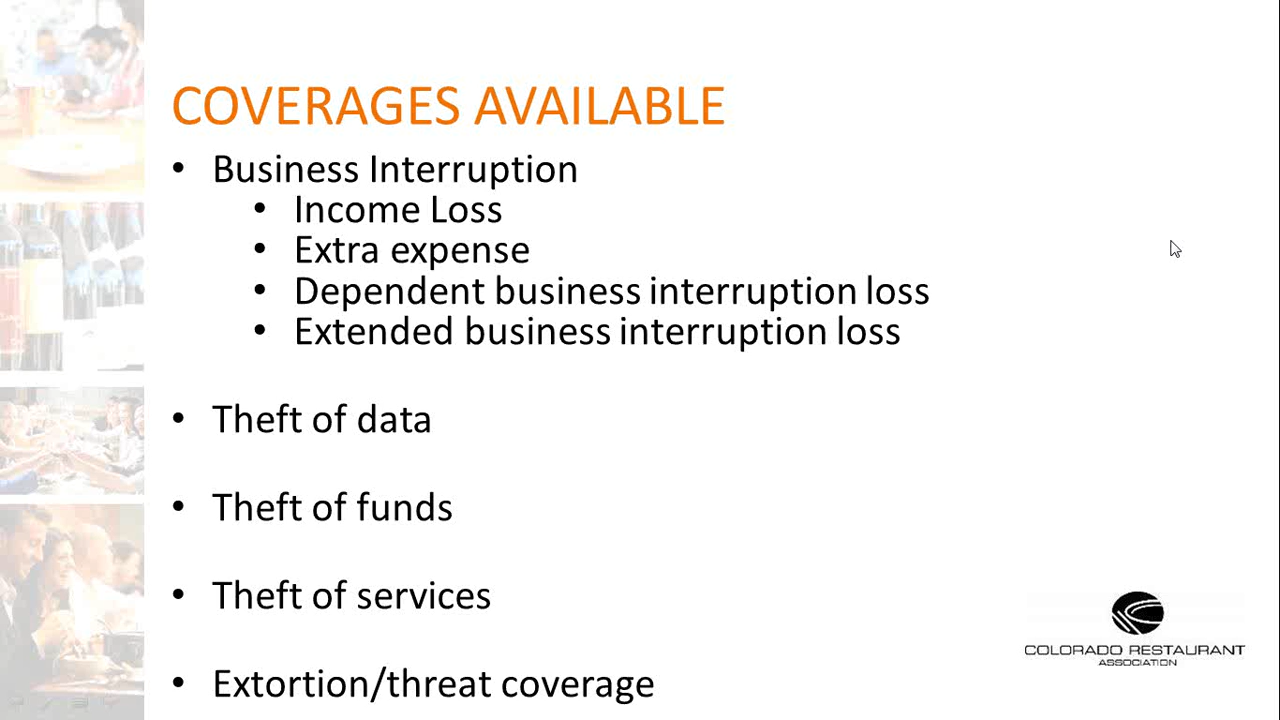 COVERAGES AVAILABLE
• Business Interruption
• Income Loss
• Extra expense
• Dependent business interruption loss
• Extended business interruption loss
• Theft of data
• Theft of funds
• Theft of services
• Extortion/threat coverage
COLORADO RESTAURANT
ASSOCIATION